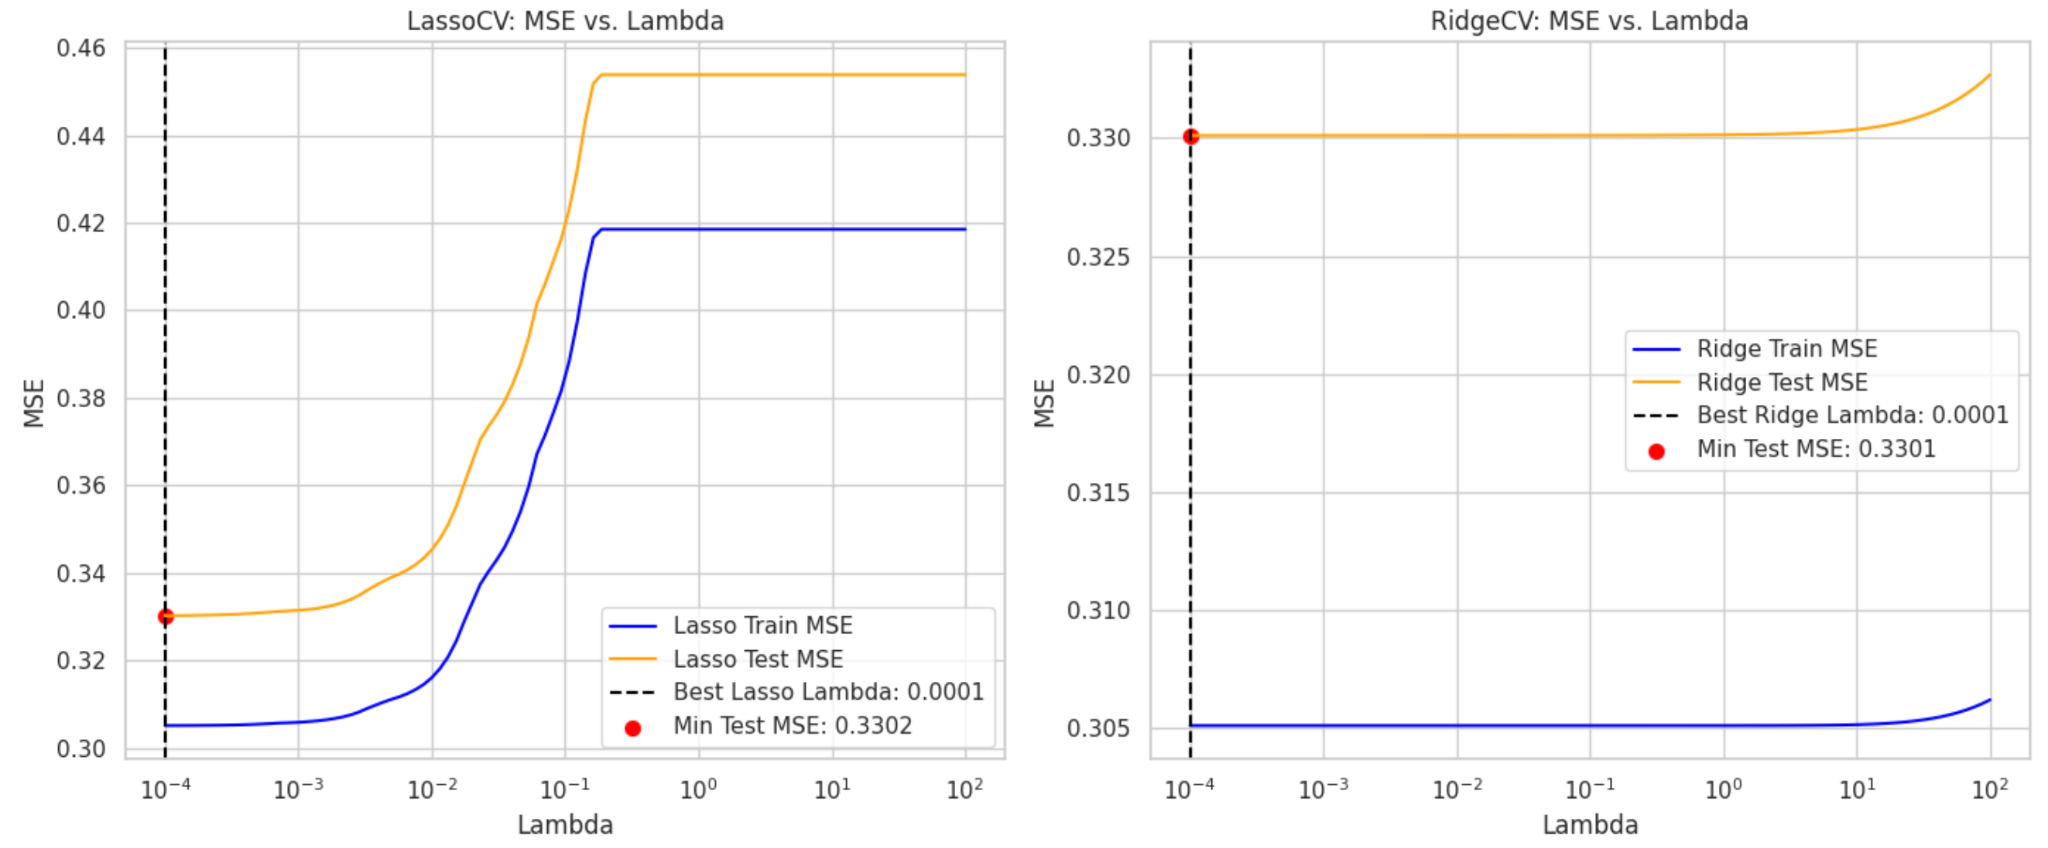 LassoCV: MSE vs. Lambda
MSE
0.46
0.44
0.42
0.40
0.38
0.36
0.34
0.32
0.30
10⁻⁴ 10⁻³ 10⁻² 10⁻¹ 10⁰ 10¹ 10²
Lambda
Lasso Train MSE
Lasso Test MSE
Best Lasso Lambda: 0.0001
Min Test MSE: 0.3302
RidgeCV: MSE vs. Lambda
MSE
0.330
0.325
0.320
0.315
0.310
0.305
10⁻⁴ 10⁻³ 10⁻² 10⁻¹ 10⁰ 10¹ 10²
Lambda
Ridge Train MSE
Ridge Test MSE
Best Ridge Lambda: 0.0001
Min Test MSE: 0.3301